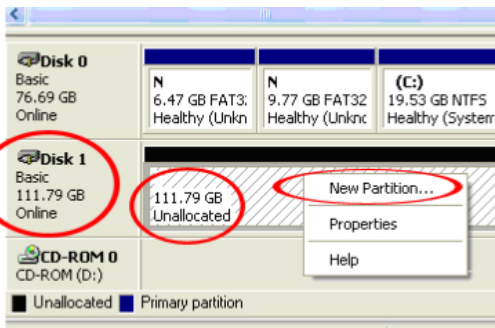 Disk 0
Basic
76.69 GB
Online
N
6.47 GB FAT3
Healthy (Unkn
N
9.77 GB FAT32
Healthy (Unknc
(C:)
19.53 GB NTFS
Healthy (System
Disk 1
Basic
111.79 GB
Online
111.79 GB
Unallocated
New Partition...
Properties
Help
CD-ROM 0
CD-ROM (D:)
Unallocated Primary partition